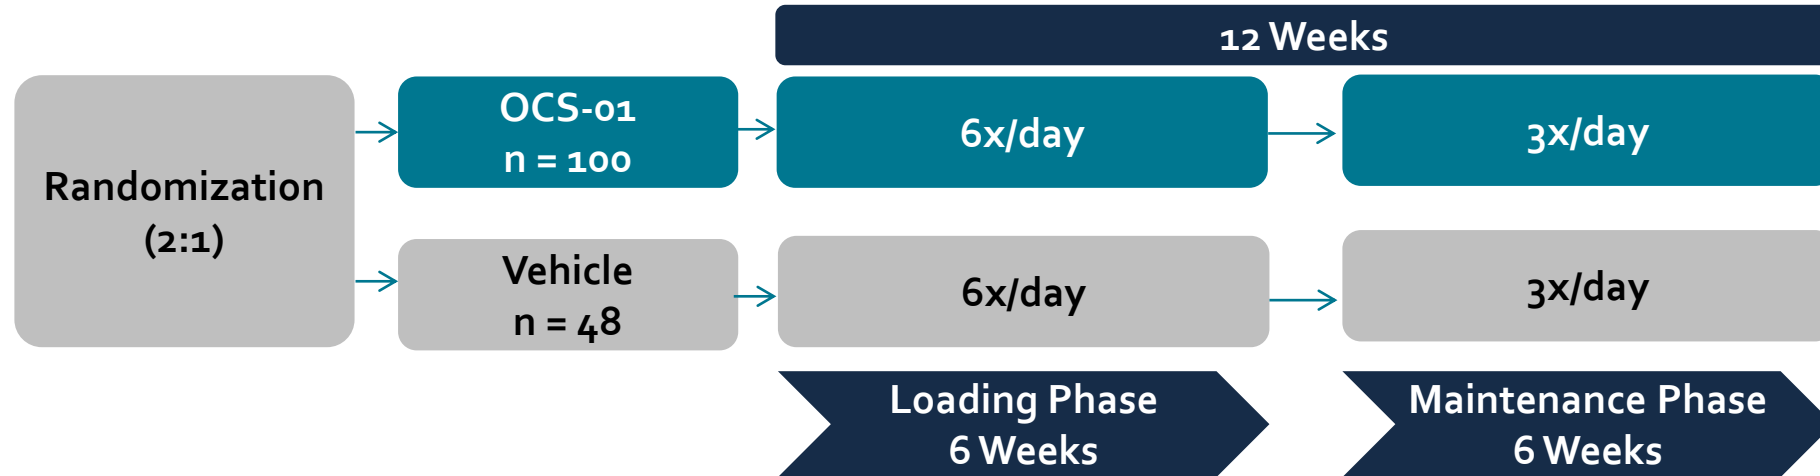 12 Weeks
Randomization
(2:1)
OCS-01
n = 100
6x/day
3x/day
Vehicle
n = 48
6x/day
3x/day
Loading Phase
6 Weeks
Maintenance Phase
6 Weeks